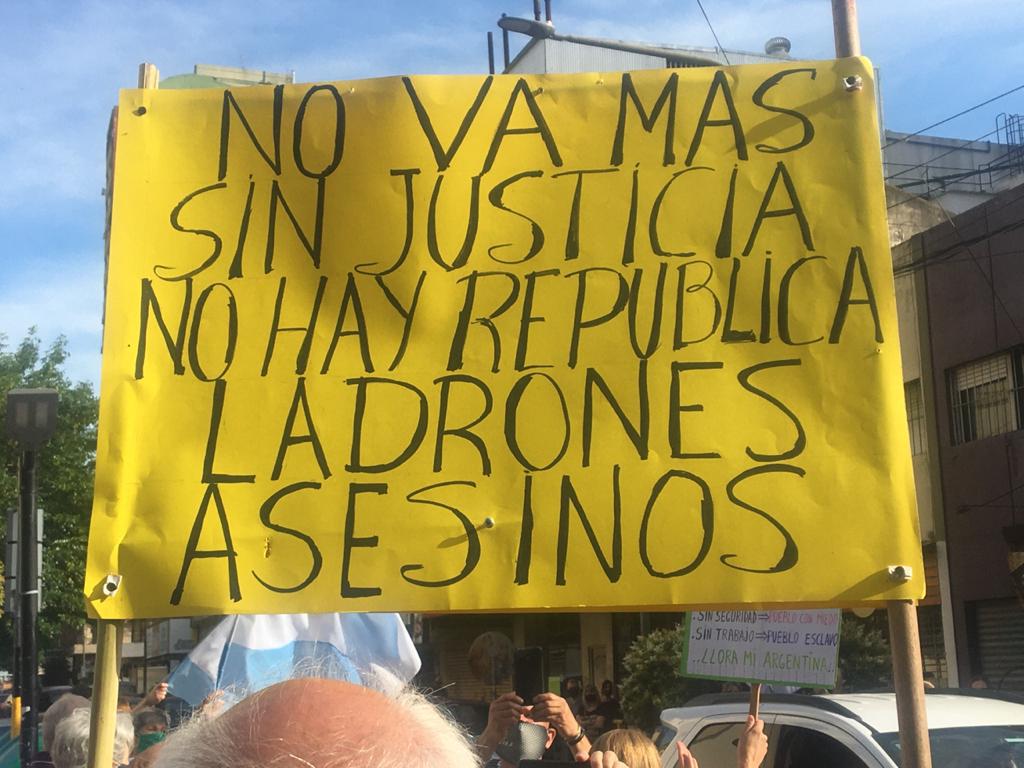 NO VA MAS
SIN JUSTICIA
NO HAY REPUBLICA
LADRONES
ASESINOS
.SIN SEGURIDAD⇒PUEBLO CON MIEDO
.SIN TRABAJO⇒PUEBLO ESCLAVO
..LLORA MI ARGENTINA..